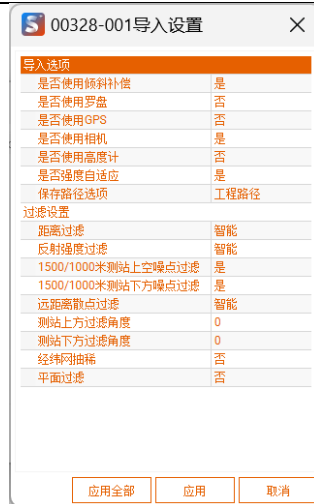 00328-001导入设置
导入选项
是否使用倾斜补偿 是
是否使用罗盘 否
是否使用GPS 否
是否使用相机 是
是否使用高度计 否
是否强度自适应 是
保存路径选项 工程路径
过滤设置
距离过滤 智能
反射强度过滤 智能
1500/1000米测站上空噪点过滤 是
1500/1000米测站下方噪点过滤 是
远距离散点过滤 智能
测站上方过滤角度 0
测站下方过滤角度 0
经纬网抽稀 否
平面过滤 否
应用全部 应用 取消